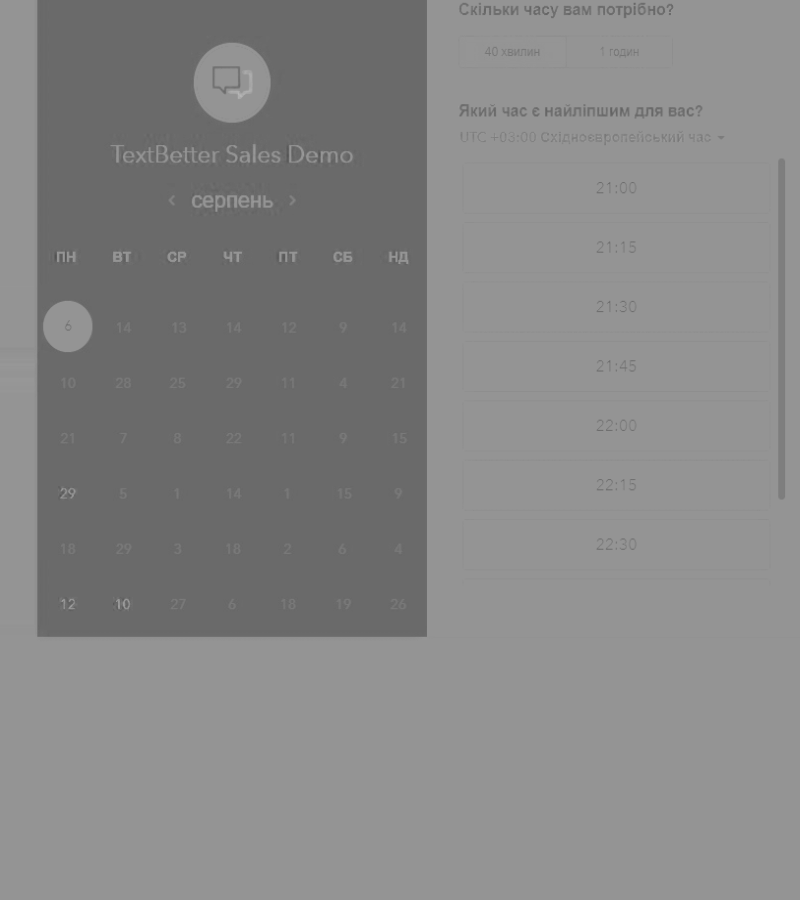 TextBetter Sales Demo
серпень
ПН ВТ СР ЧТ ПТ СБ НД
6 14 13 14 12 9 14
10 28 25 29 11 4 21
21 7 8 22 11 9 15
29 5 1 14 1 15 9
18 29 3 18 2 6 4
12 10 27 6 18 19 26
Скільки часу вам потрібно?
40 хвилин 1 годин
Який час є найліпшим для вас?
UTC +03:00 Східноєвропейський час
21:00
21:15
21:30
21:45
22:00
22:15
22:30